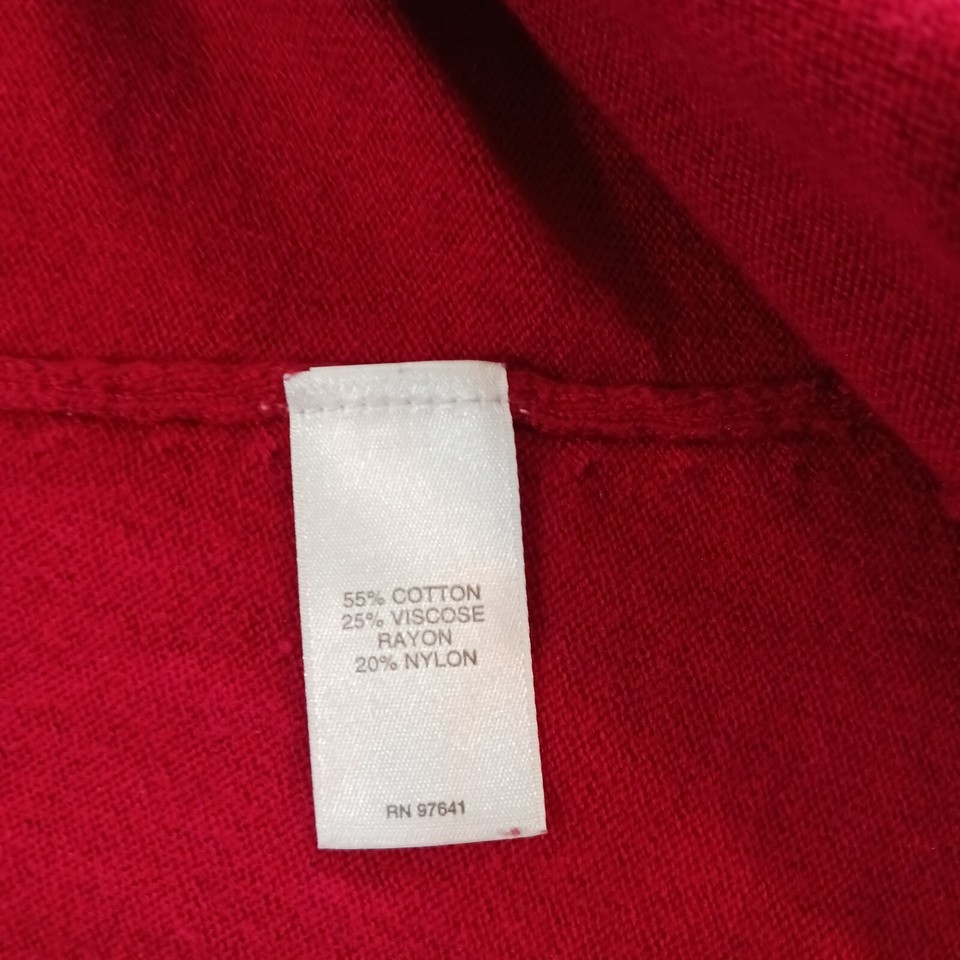 55% COTTON
25% VISCOSE
RAYON
20% NYLON
RN 97641